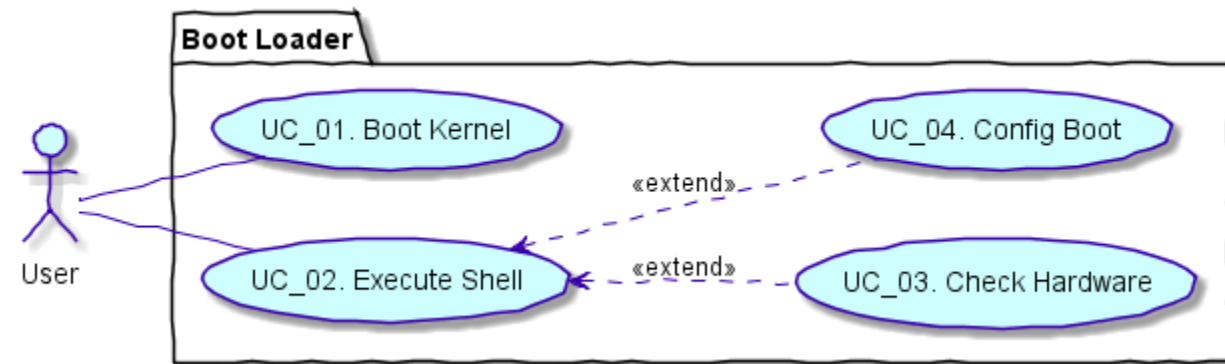 Boot Loader
UC_01. Boot Kernel
UC_04. Config Boot
«extend»
User
UC_02. Execute Shell
«extend»
UC_03. Check Hardware